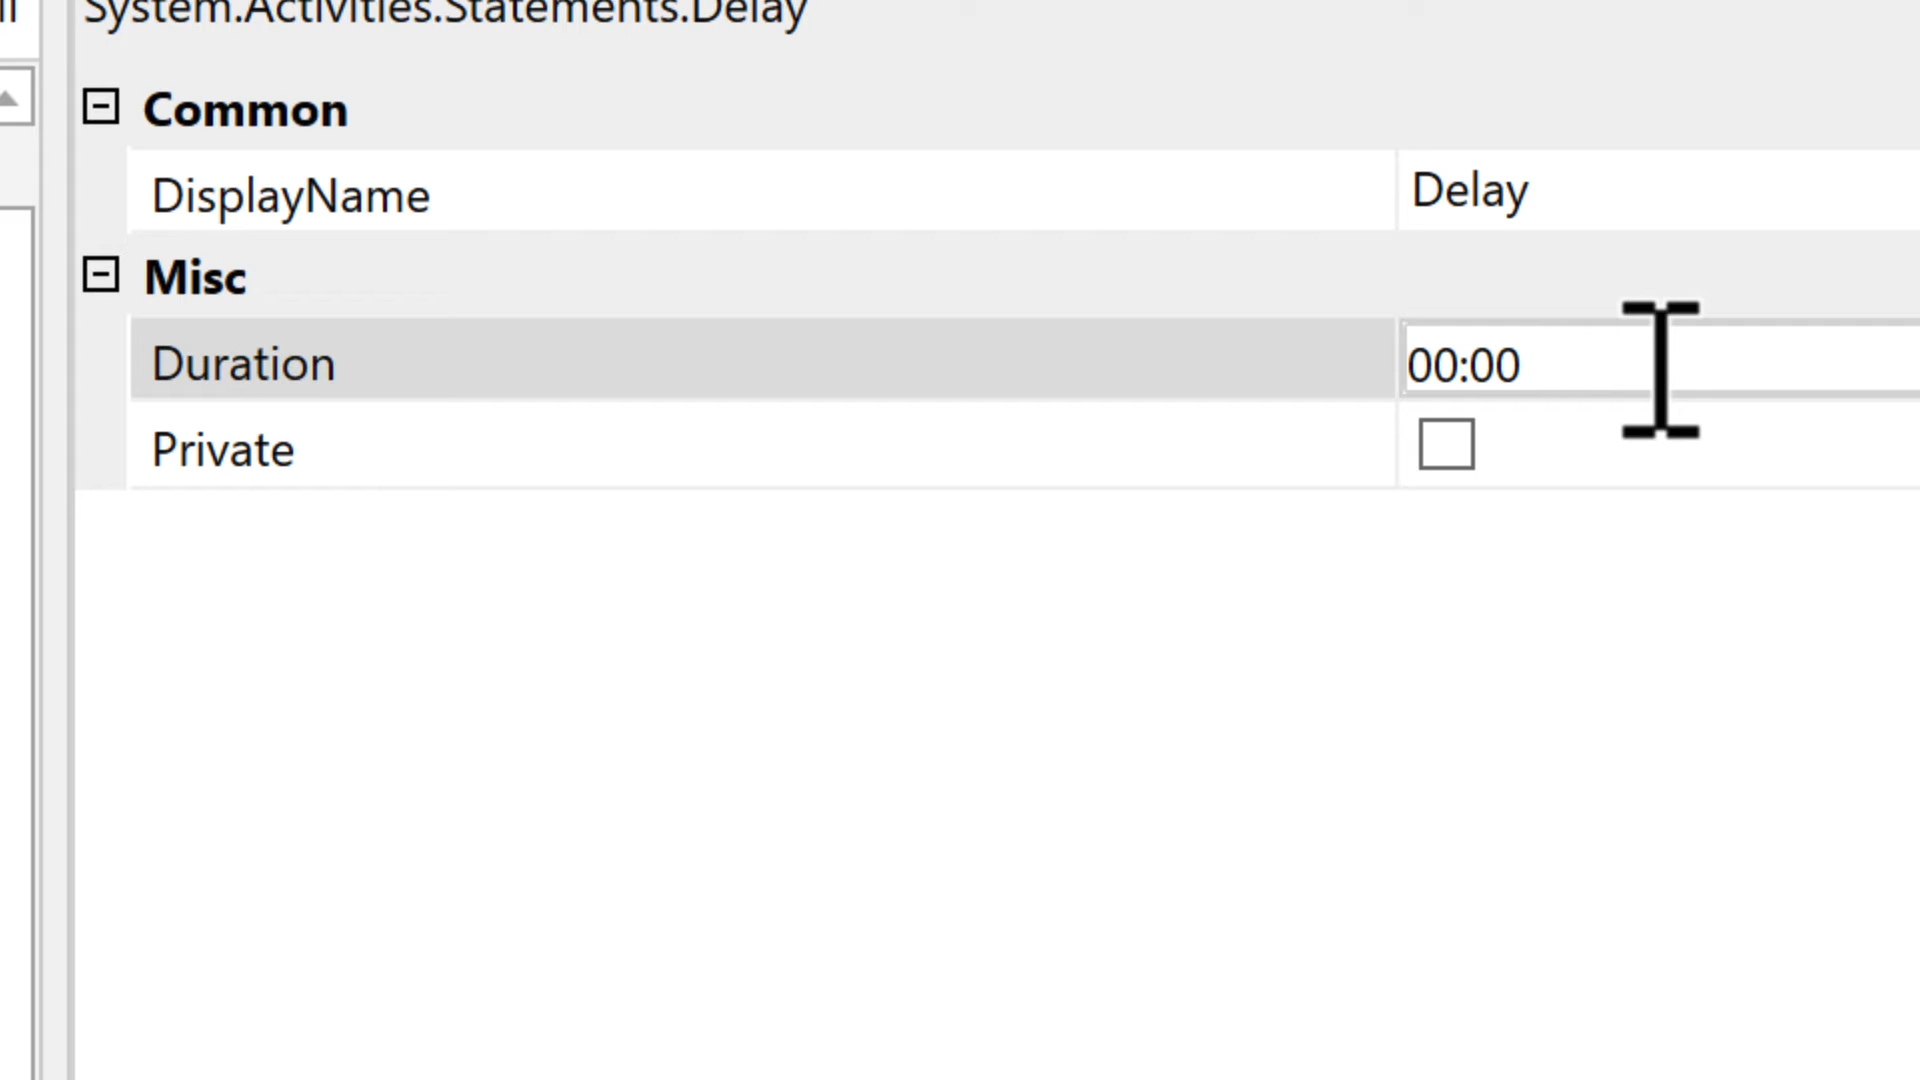 System.Activities.Statements.Delay
Common
DisplayName Delay
Misc
Duration 00:00
Private